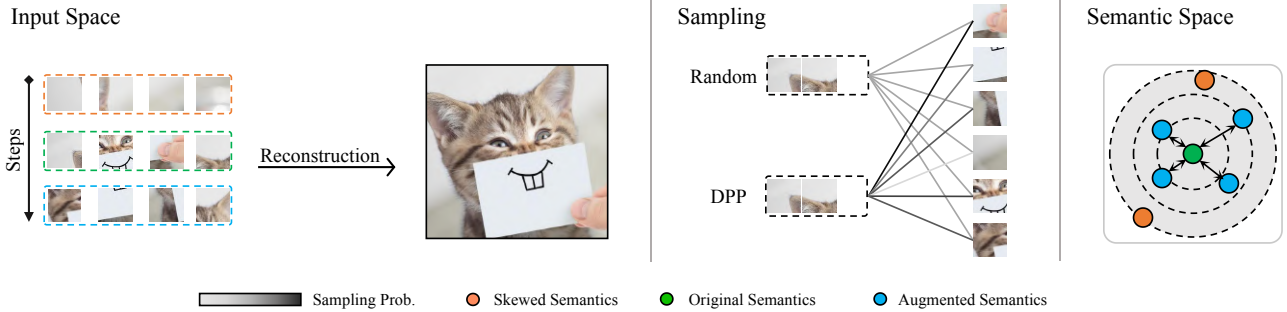 Input Space
Sampling
Semantic Space
Steps
Reconstruction
Random
DPP
Sampling Prob.
Skewed Semantics
Original Semantics
Augmented Semantics